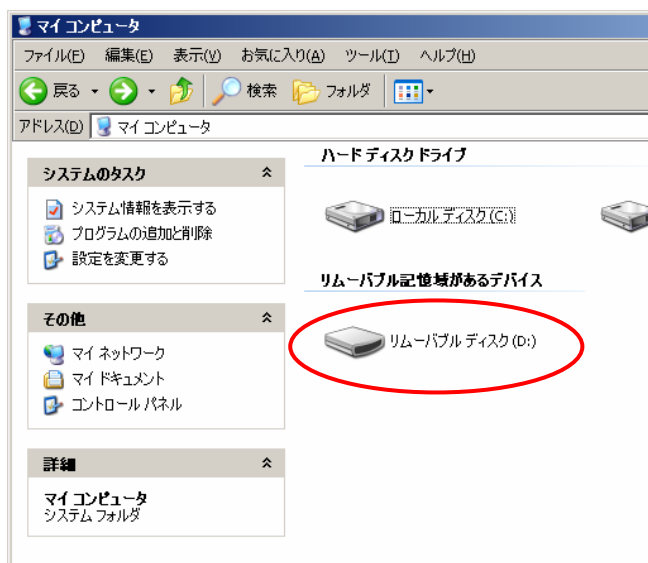 マイ コンピュータ
ファイル(F) 編集(E) 表示(V) お気に入り(A) ツール(T) ヘルプ(H)
戻る 検索 フォルダ
アドレス(D) マイ コンピュータ
システムのタスク
システム情報を表示する
プログラムの追加と削除
設定を変更する
その他
マイ ネットワーク
マイ ドキュメント
コントロール パネル
詳細
マイ コンピュータ
システム フォルダ
ハード ディスク ドライブ
ローカル ディスク (C:)
リムーバブル記憶域があるデバイス
リムーバブル ディスク (D:)